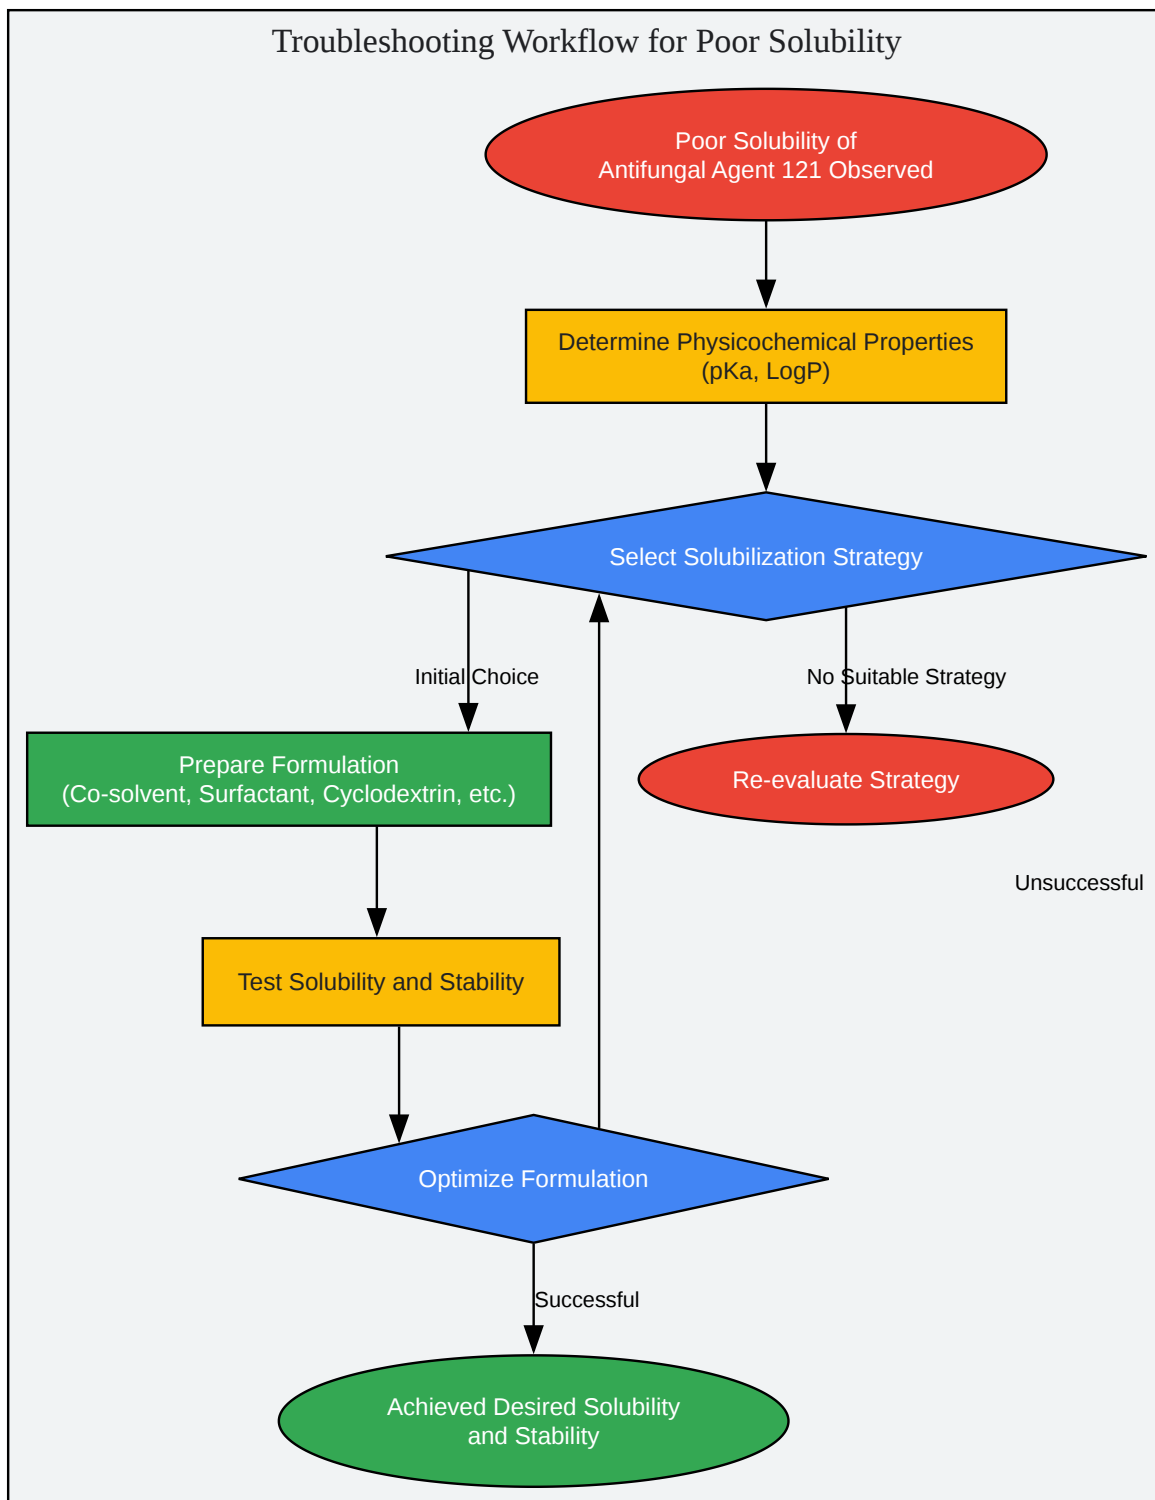 Troubleshooting Workflow for Poor Solubility
Poor Solubility of
Antifungal Agent 121 Observed
Determine Physicochemical Properties
(pKa, LogP)
Select Solubilization Strategy
Initial Choice
No Suitable Strategy
Prepare Formulation
(Co-solvent, Surfactant, Cyclodextrin, etc.)
Re-evaluate Strategy
Unsuccessful
Test Solubility and Stability
Optimize Formulation
Successful
Achieved Desired Solubility
and Stability